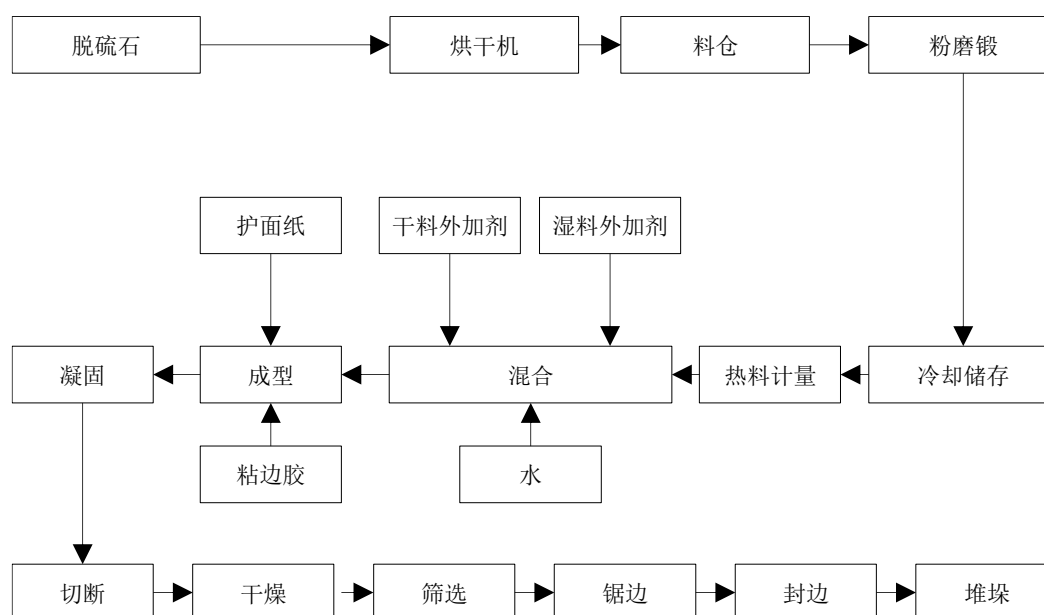 脱硫石
烘干机
料仓
粉磨锻
护面纸
干料外加剂
湿料外加剂
凝固
成型
混合
热料计量
冷却储存
粘边胶
水
切断
干燥
筛选
锯边
封边
堆垛